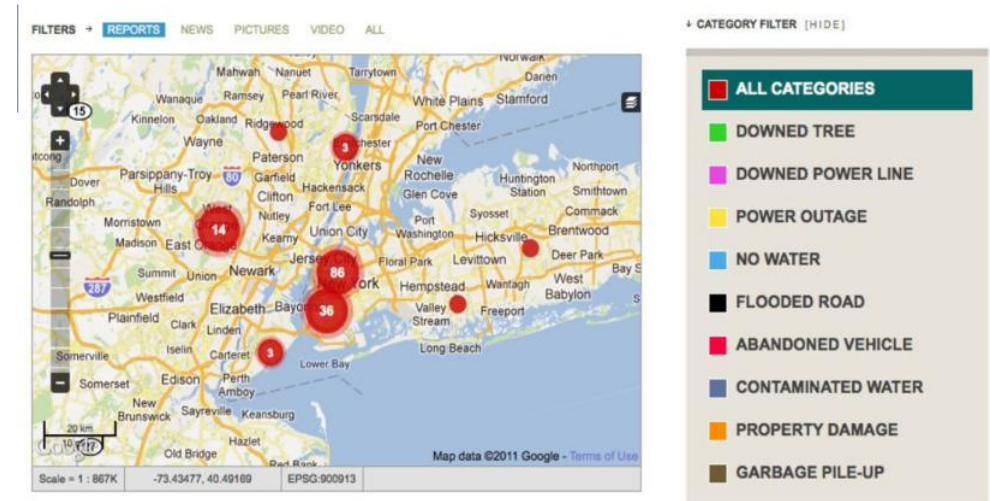 FILTERS → REPORTS NEWS PICTURES VIDEO ALL
↓ CATEGORY FILTER [HIDE]
Norwalk
Mahwah Nanuet Tarrytown
Darien
15
Wanaque Ramsey Pearl River
White Plains Stamford
Kinnelon Oakland Ridgewood Scarsdale
Port Chester
Wayne
3
Paterson Yonkers New Rochelle
Northport
Parsippany-Troy Hills 80 Garfield Hackensack
Huntington Station Smithtown
Dover
Clifton Glen Cove
Randolph
Fort Lee Commack
Nutley Port Washington Syosset
Morristown 14
Kearny Union City Hicksville Brentwood
Madison East Orange
Jersey City Floral Park Levittown Deer Park
86
Summit Union Newark New York Hempstead Wantagh West Babylon
Bay S
287
Westfield Elizabeth 36 Valley Stream Freeport
Plainfield Clark Linden
Iselin Carteret 3 Long Beach
Somerville Lower Bay
Somerset Edison Perth Amboy
New Brunswick Sayreville Keansburg
20 km
10 mi
Hazlet
Old Bridge
Red Bank
Map data ©2011 Google - Terms of Use
Scale = 1 : 867K -73.43477, 40.49169 EPSG:900913
ALL CATEGORIES
DOWNED TREE
DOWNED POWER LINE
POWER OUTAGE
NO WATER
FLOODED ROAD
ABANDONED VEHICLE
CONTAMINATED WATER
PROPERTY DAMAGE
GARBAGE PILE-UP